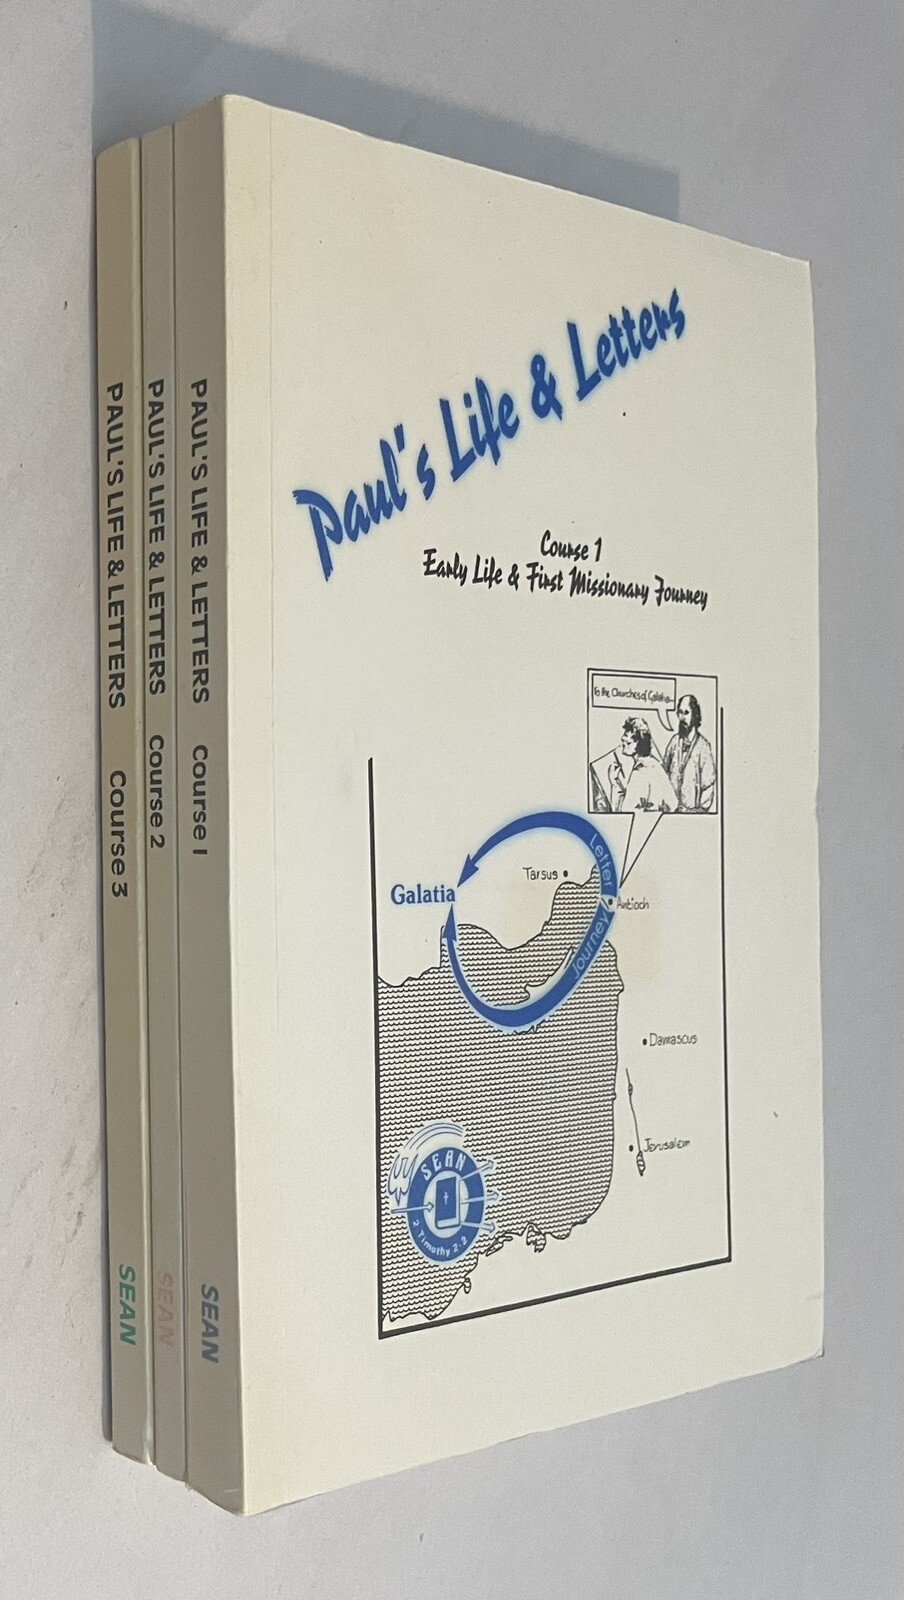 PAUL'S LIFE & LETTERS Course 3 SEAN
PAUL'S LIFE & LETTERS Course 2 SEAN
PAUL'S LIFE & LETTERS Course 1 SEAN
Paul's Life & Letters
Course 1
Early Life & First Missionary Journey
To the Churches of Galatia
Letter
Tarsus
Galatia
Antioch
Journey
Damascus
Jerusalem
SEAN
2 Timothy 2-2